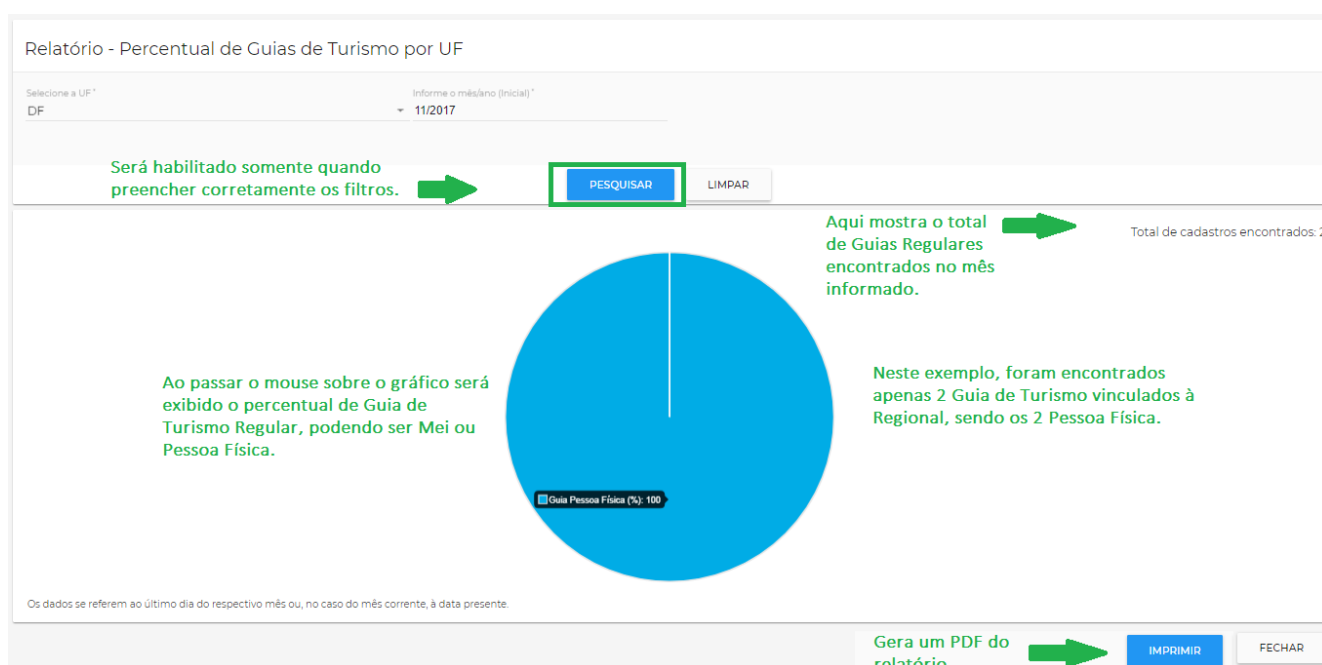 Relatório - Percentual de Guias de Turismo por UF
Selecione a UF *
Informe o mês/ano (Inicial) *
DF
11/2017
Será habilitado somente quando
preencher corretamente os filtros.
PESQUISAR
LIMPAR
Aqui mostra o total
de Guias Regulares
encontrados no mês
informado.
Total de cadastros encontrados: 2
Ao passar o mouse sobre o gráfico será
exibido o percentual de Guia de
Turismo Regular, podendo ser Mei ou
Pessoa Física.
Neste exemplo, foram encontrados
apenas 2 Guia de Turismo vinculados à
Regional, sendo os 2 Pessoa Física.
Guia Pessoa Física (%): 100
Os dados se referem ao último dia do respectivo mês ou, no caso do mês corrente, à data presente.
Gera um PDF do
relatório
IMPRIMIR
FECHAR